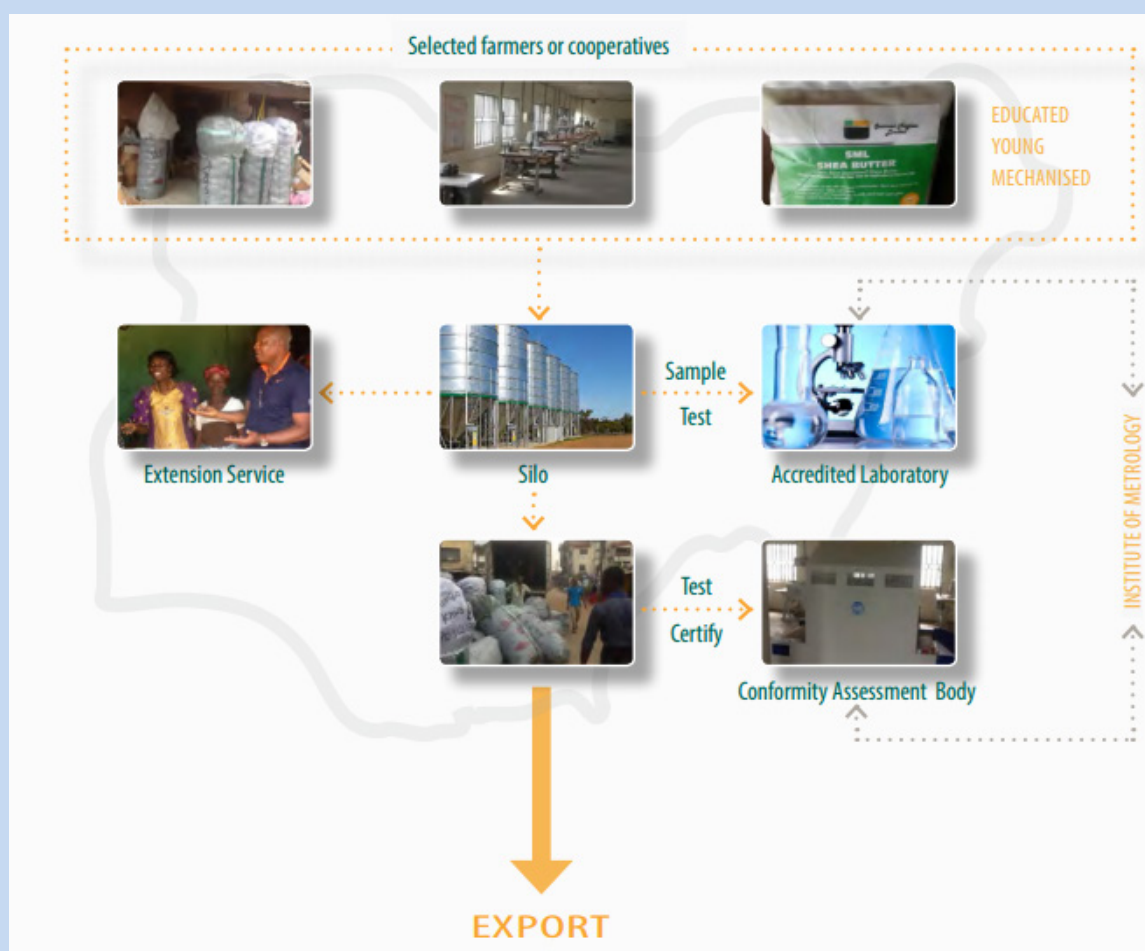 Selected farmers or cooperatives
EDUCATED
YOUNG
MECHANISED
SML
SHEA BUTTER
Sample
Test
Extension Service
Silo
Accredited Laboratory
INSTITUTE OF METROLOGY
Test
Certify
Conformity Assessment Body
EXPORT